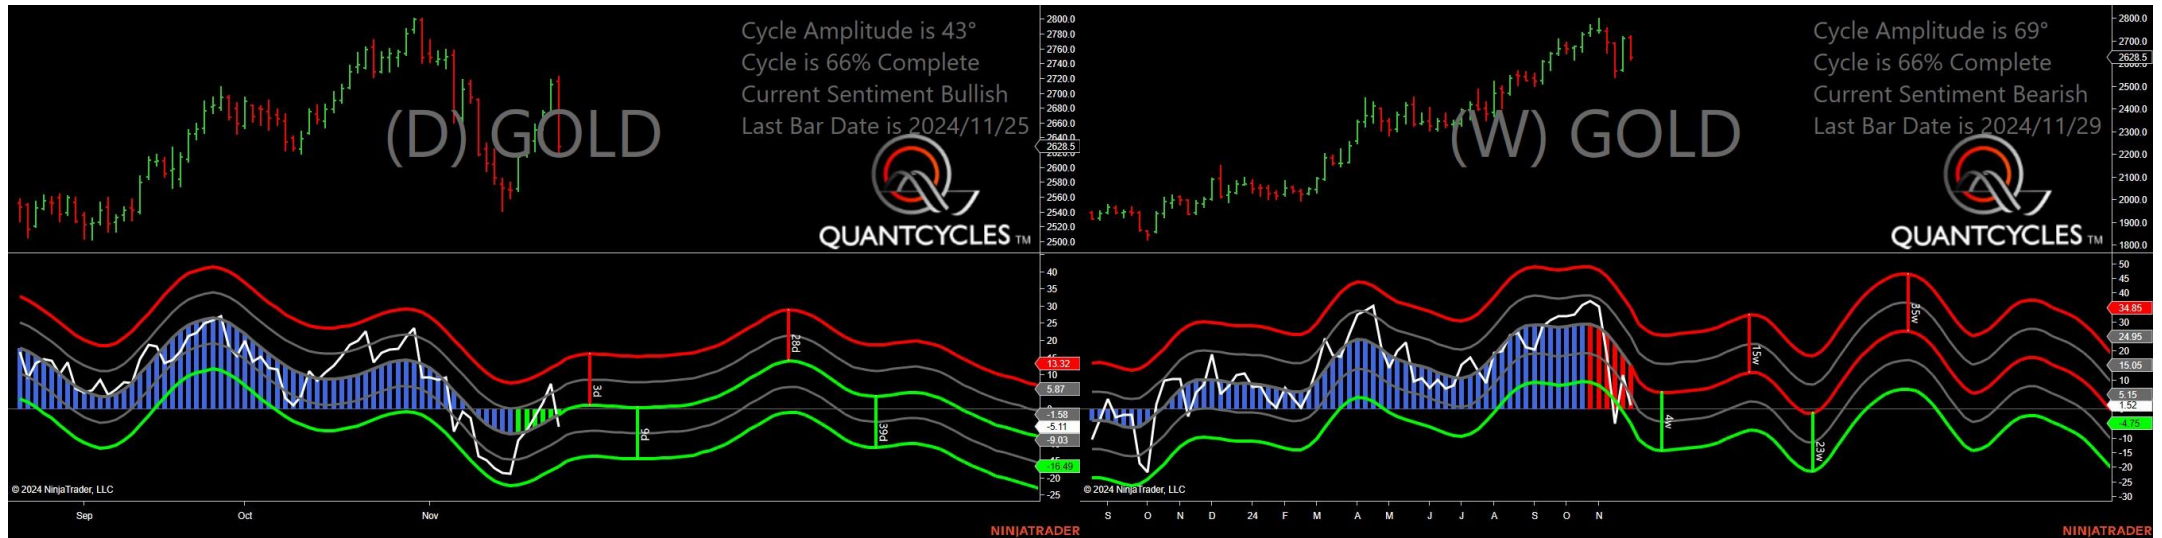 Cycle Amplitude is 43°
Cycle is 66% Complete
Current Sentiment Bullish
Last Bar Date is 2024/11/25
(D) GOLD
QUANTCYCLES TM
2800.0
2780.0
2760.0
2740.0
2720.0
2700.0
2680.0
2660.0
2640.0
2628.5
2600.0
2580.0
2560.0
2540.0
2520.0
2500.0
40
35
30
25
20
13.32
10
5.87
-1.58
-5.11
-9.03
-16.49
-20
-25
3d
9d
28d
39d
© 2024 NinjaTrader, LLC
Sep
Oct
Nov
NINJATRADER
Cycle Amplitude is 69°
Cycle is 66% Complete
Current Sentiment Bearish
Last Bar Date is 2024/11/29
(W) GOLD
QUANTCYCLES TM
2800.0
2700.0
2628.5
2500.0
2400.0
2300.0
2200.0
2100.0
2000.0
1900.0
1800.0
50
40
34.85
30
24.95
20
15.05
10
5.15
1.52
-4.75
-10
-15
-20
-25
-30
4w
15w
23w
© 2024 NinjaTrader, LLC
S O N D 24 F M A M J J A S O N
NINJATRADER